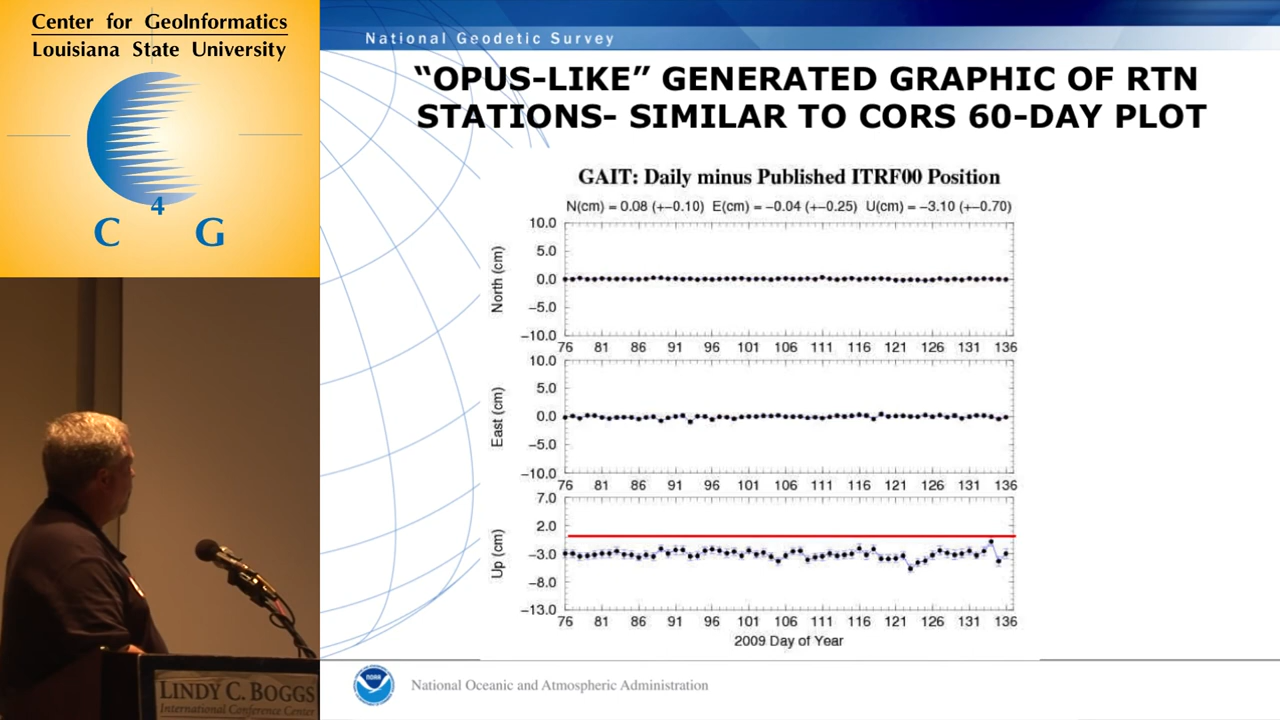 Center for GeoInformatics
Louisiana State University
C 4 G
LINDY C. BOGGS
International Conference Center
National Geodetic Survey
“OPUS-LIKE” GENERATED GRAPHIC OF RTN
STATIONS- SIMILAR TO CORS 60-DAY PLOT
GAIT: Daily minus Published ITRF00 Position
N(cm) = 0.08 (+−0.10) E(cm) = −0.04 (+−0.25) U(cm) = −3.10 (+−0.70)
North (cm)
10.0
5.0
0.0
−5.0
−10.0
76 81 86 91 96 101 106 111 116 121 126 131 136
East (cm)
10.0
5.0
0.0
−5.0
−10.0
76 81 86 91 96 101 106 111 116 121 126 131 136
Up (cm)
7.0
2.0
−3.0
−8.0
−13.0
76 81 86 91 96 101 106 111 116 121 126 131 136
2009 Day of Year
NOAA
National Oceanic and Atmospheric Administration